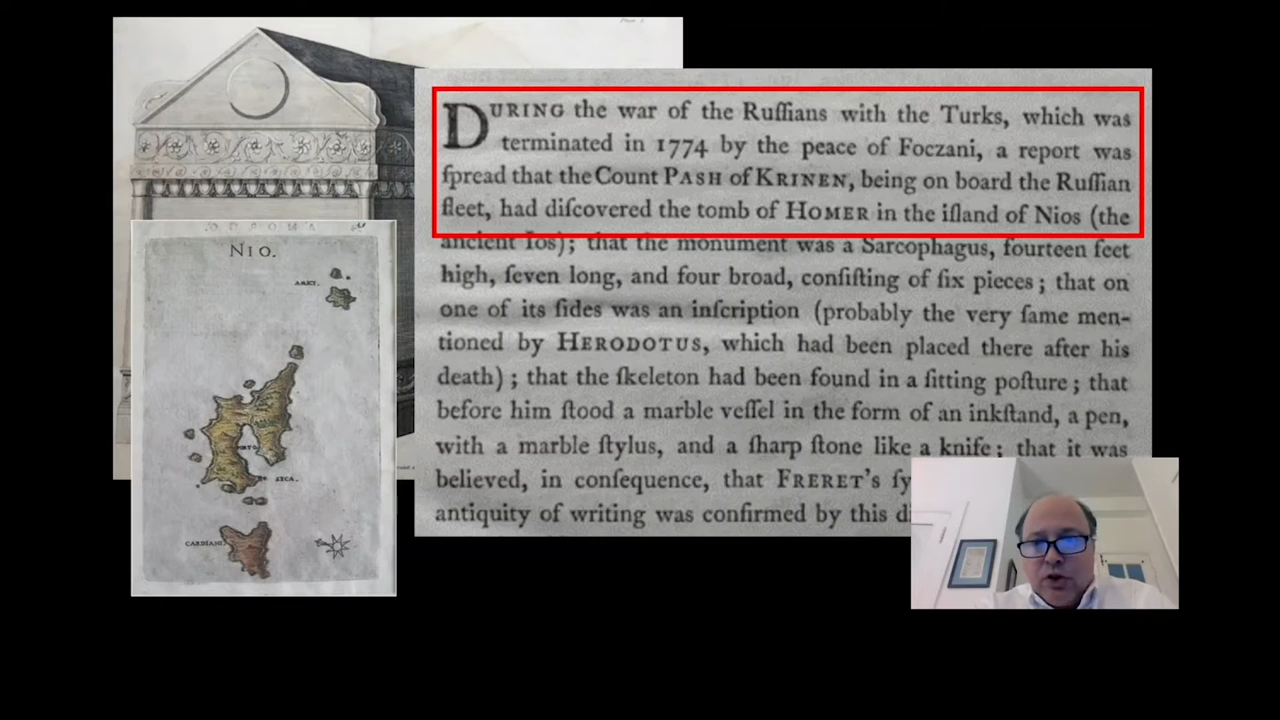 DURING the war of the Ruſſians with the Turks, which was
terminated in 1774 by the peace of Foczani, a report was
ſpread that the Count PASH of KRINEN, being on board the Ruſſian
fleet, had diſcovered the tomb of HOMER in the iſland of Nios (the
ancient Ios); that the monument was a Sarcophagus, fourteen feet
high, ſeven long, and four broad, conſiſting of ſix pieces; that on
one of its ſides was an inſcription (probably the very ſame men-
tioned by HERODOTUS, which had been placed there after his
death); that the ſkeleton had been found in a ſitting poſture; that
before him ſtood a marble veſſel in the form of an inkſtand, a pen,
with a marble ſtylus, and a ſharp ſtone like a knife; that it was
believed, in conſequence, that FRERET'S ſy
antiquity of writing was confirmed by this di
NIO.
AMICI.
SECA.
CARDIANI.